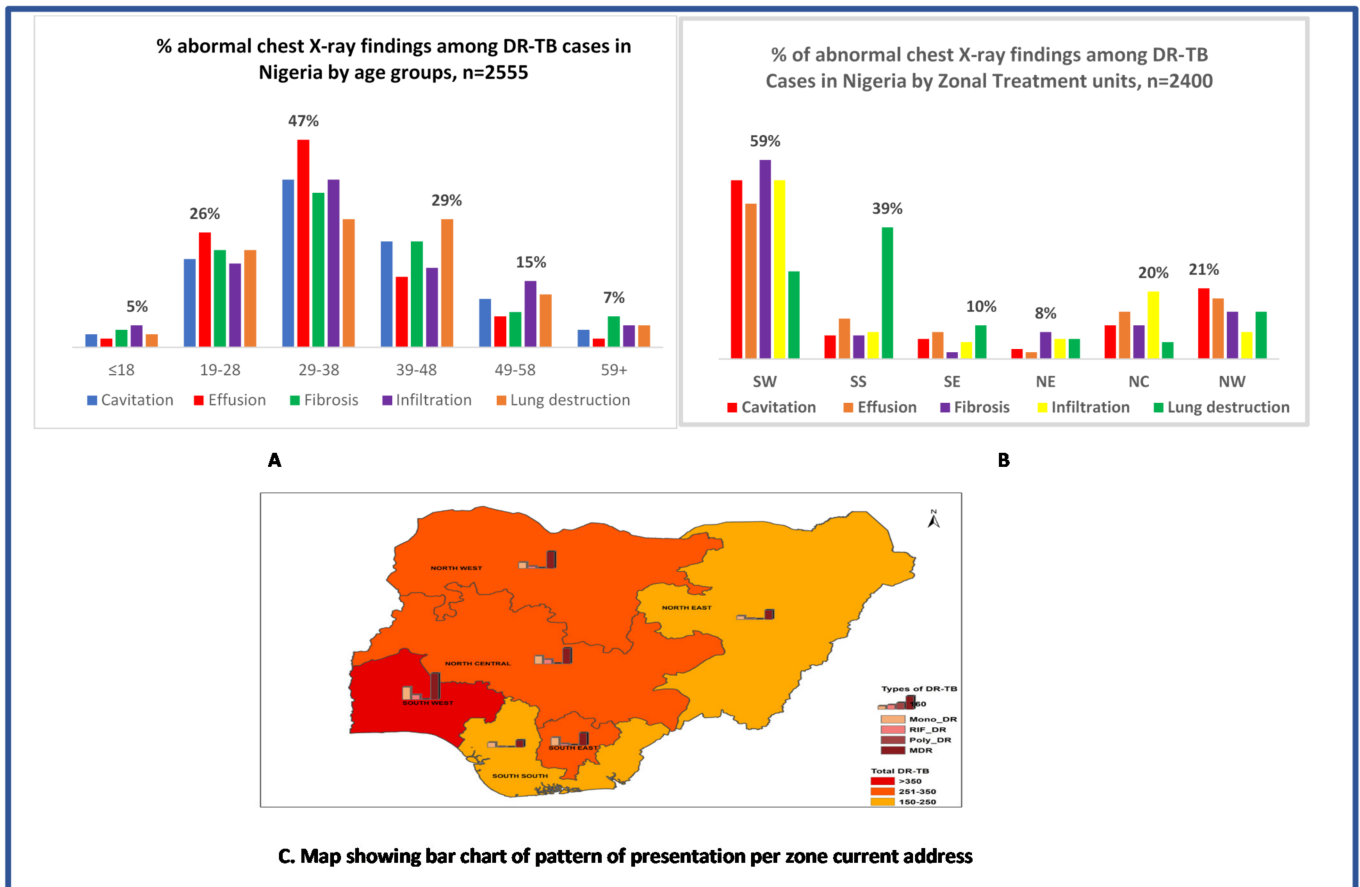 % abormal chest X-ray findings among DR-TB cases in
Nigeria by age groups, n=2555
47%
26%
29%
15%
5%
7%
≤18 19-28 29-38 39-48 49-58 59+
Cavitation Effusion Fibrosis Infiltration Lung destruction
A
% of abnormal chest X-ray findings among DR-TB
Cases in Nigeria by Zonal Treatment units, n=2400
59%
39%
10%
8%
20%
21%
SW SS SE NE NC NW
Cavitation Effusion Fibrosis Infiltration Lung destruction
B
N
NORTH WEST
NORTH EAST
NORTH CENTRAL
SOUTH WEST
SOUTH EAST
SOUTH SOUTH
Types of DR-TB
160
Mono_DR
RIF_DR
Poly_DR
MDR
Total DR-TB
>350
251-350
150-250
C. Map showing bar chart of pattern of presentation per zone current address